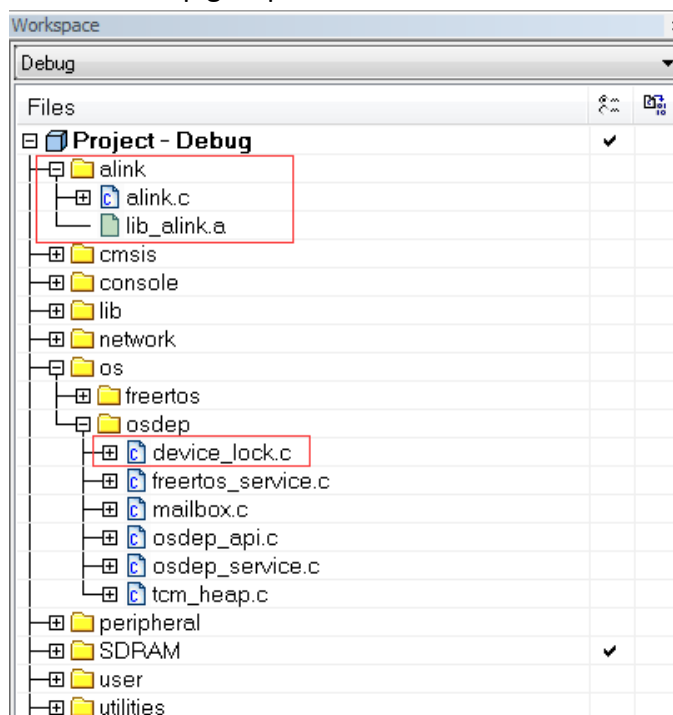 Workspace
Debug
Files
Project - Debug
alink
alink.c
lib_alink.a
cmsis
console
lib
network
os
freertos
osdep
device_lock.c
freertos_service.c
mailbox.c
osdep_api.c
osdep_service.c
tcm_heap.c
peripheral
SDRAM
user
utilities